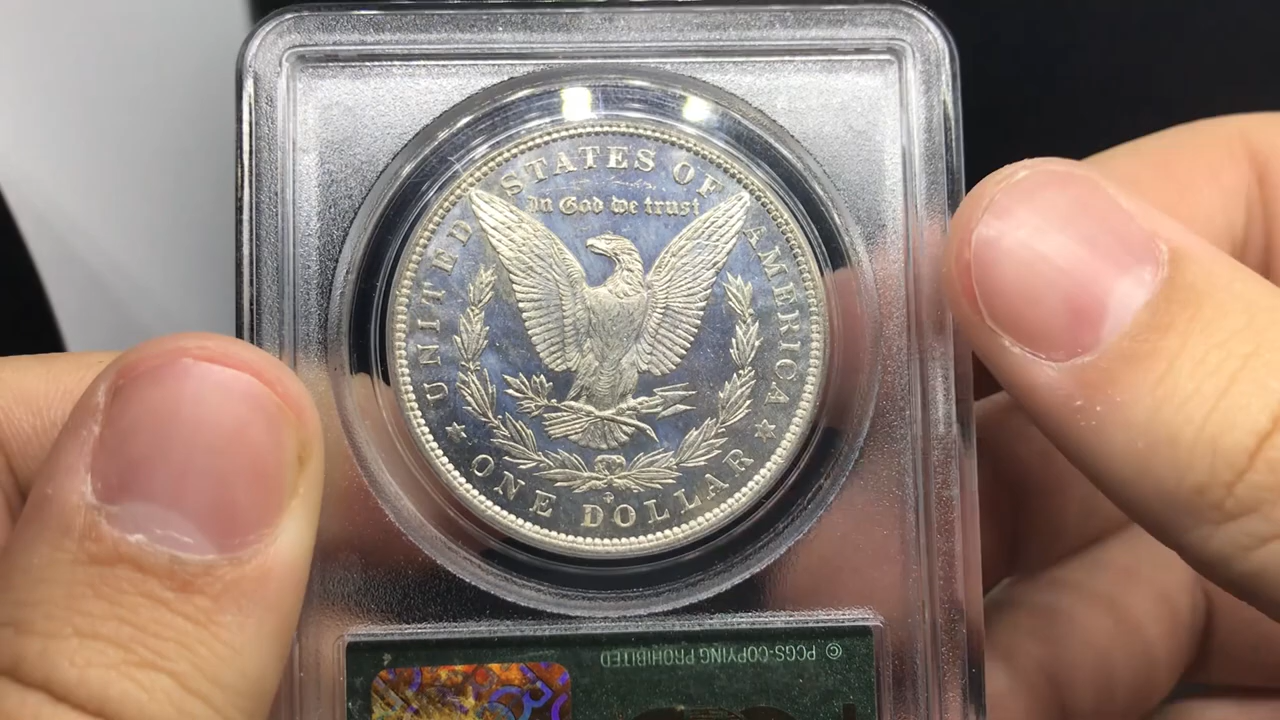 UNITED STATES OF AMERICA
In God we trust
ONE DOLLAR
© PCGS-COPYING PROHIBITED